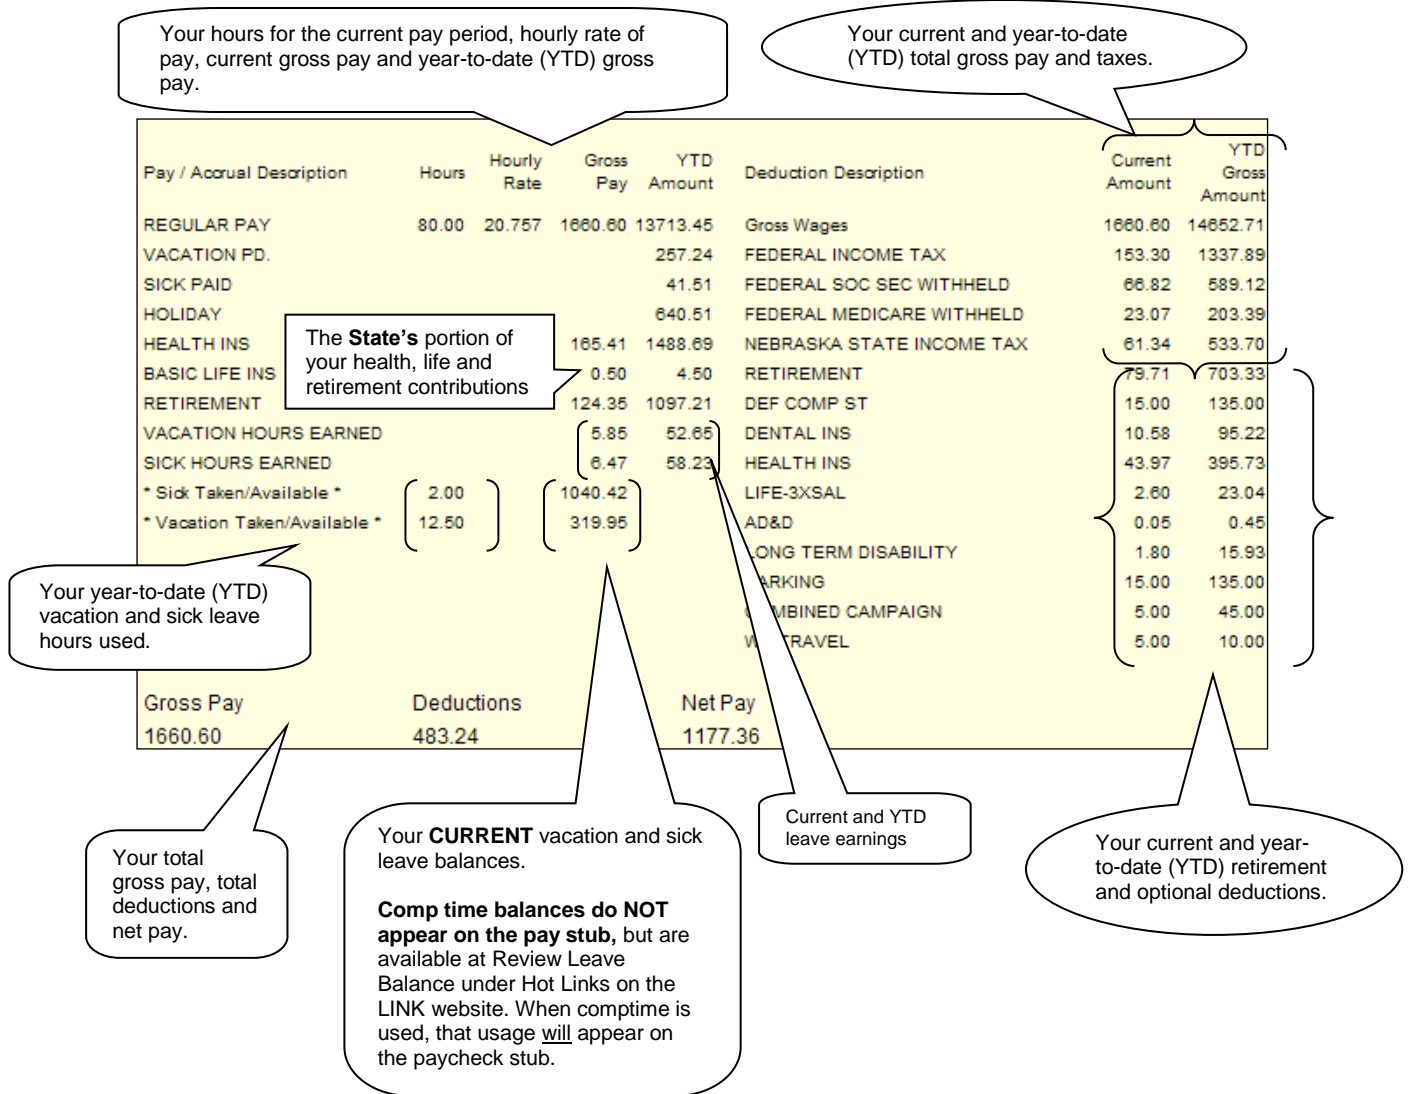 Your hours for the current pay period, hourly rate of
pay, current gross pay and year-to-date (YTD) gross
pay.
Your current and year-to-date
(YTD) total gross pay and taxes.
Pay / Accrual Description Hours Hourly Rate Gross Pay YTD Amount Deduction Description Current Amount YTD Gross Amount
REGULAR PAY 80.00 20.757 1660.60 13713.45 Gross Wages 1660.60 14652.71
VACATION PD. 257.24 FEDERAL INCOME TAX 153.30 1337.89
SICK PAID 41.51 FEDERAL SOC SEC WITHHELD 66.82 589.12
HOLIDAY 640.51 FEDERAL MEDICARE WITHHELD 23.07 203.39
HEALTH INS 165.41 1488.69 NEBRASKA STATE INCOME TAX 61.34 533.70
BASIC LIFE INS 0.50 4.50 RETIREMENT 79.71 703.33
RETIREMENT 124.35 1097.21 DEF COMP ST 15.00 135.00
VACATION HOURS EARNED 5.85 52.65 DENTAL INS 10.58 95.22
SICK HOURS EARNED 6.47 58.23 HEALTH INS 43.97 395.73
* Sick Taken/Available * 2.00 1040.42 LIFE-3XSAL 2.60 23.04
* Vacation Taken/Available * 12.50 319.95 AD&D 0.05 0.45
LONG TERM DISABILITY 1.80 15.93
PARKING 15.00 135.00
COMBINED CAMPAIGN 5.00 45.00
TRAVEL 5.00 10.00
The State's portion of
your health, life and
retirement contributions
Your year-to-date (YTD)
vacation and sick leave
hours used.
Gross Pay Deductions Net Pay
1660.60 483.24 1177.36
Your total
gross pay, total
deductions and
net pay.
Your CURRENT vacation and sick
leave balances.
Comp time balances do NOT
appear on the pay stub, but are
available at Review Leave
Balance under Hot Links on the
LINK website. When comptime is
used, that usage will appear on
the paycheck stub.
Current and YTD
leave earnings
Your current and year-
to-date (YTD) retirement
and optional deductions.